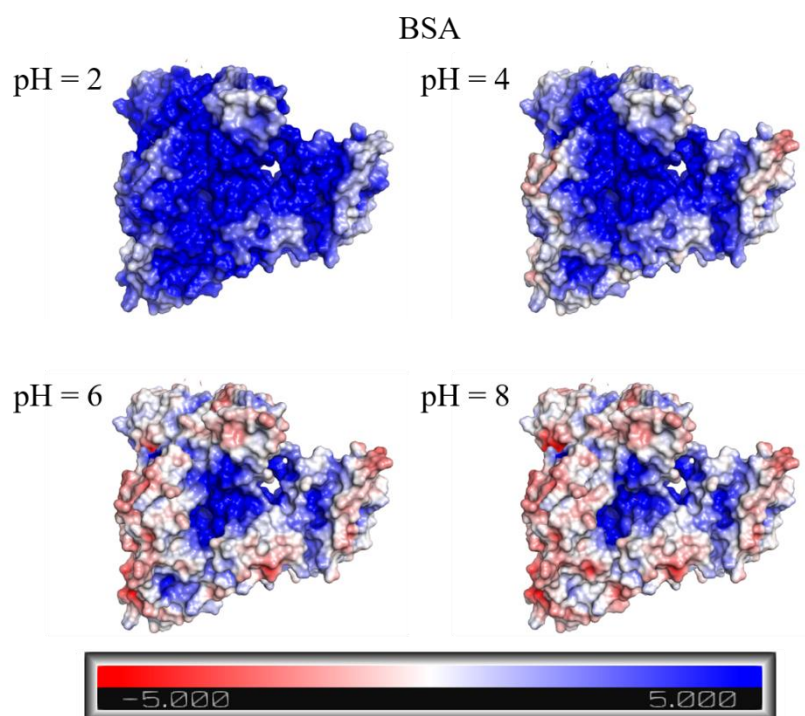 BSA
pH = 2
pH = 4
pH = 6
pH = 8
-5.000 5.000